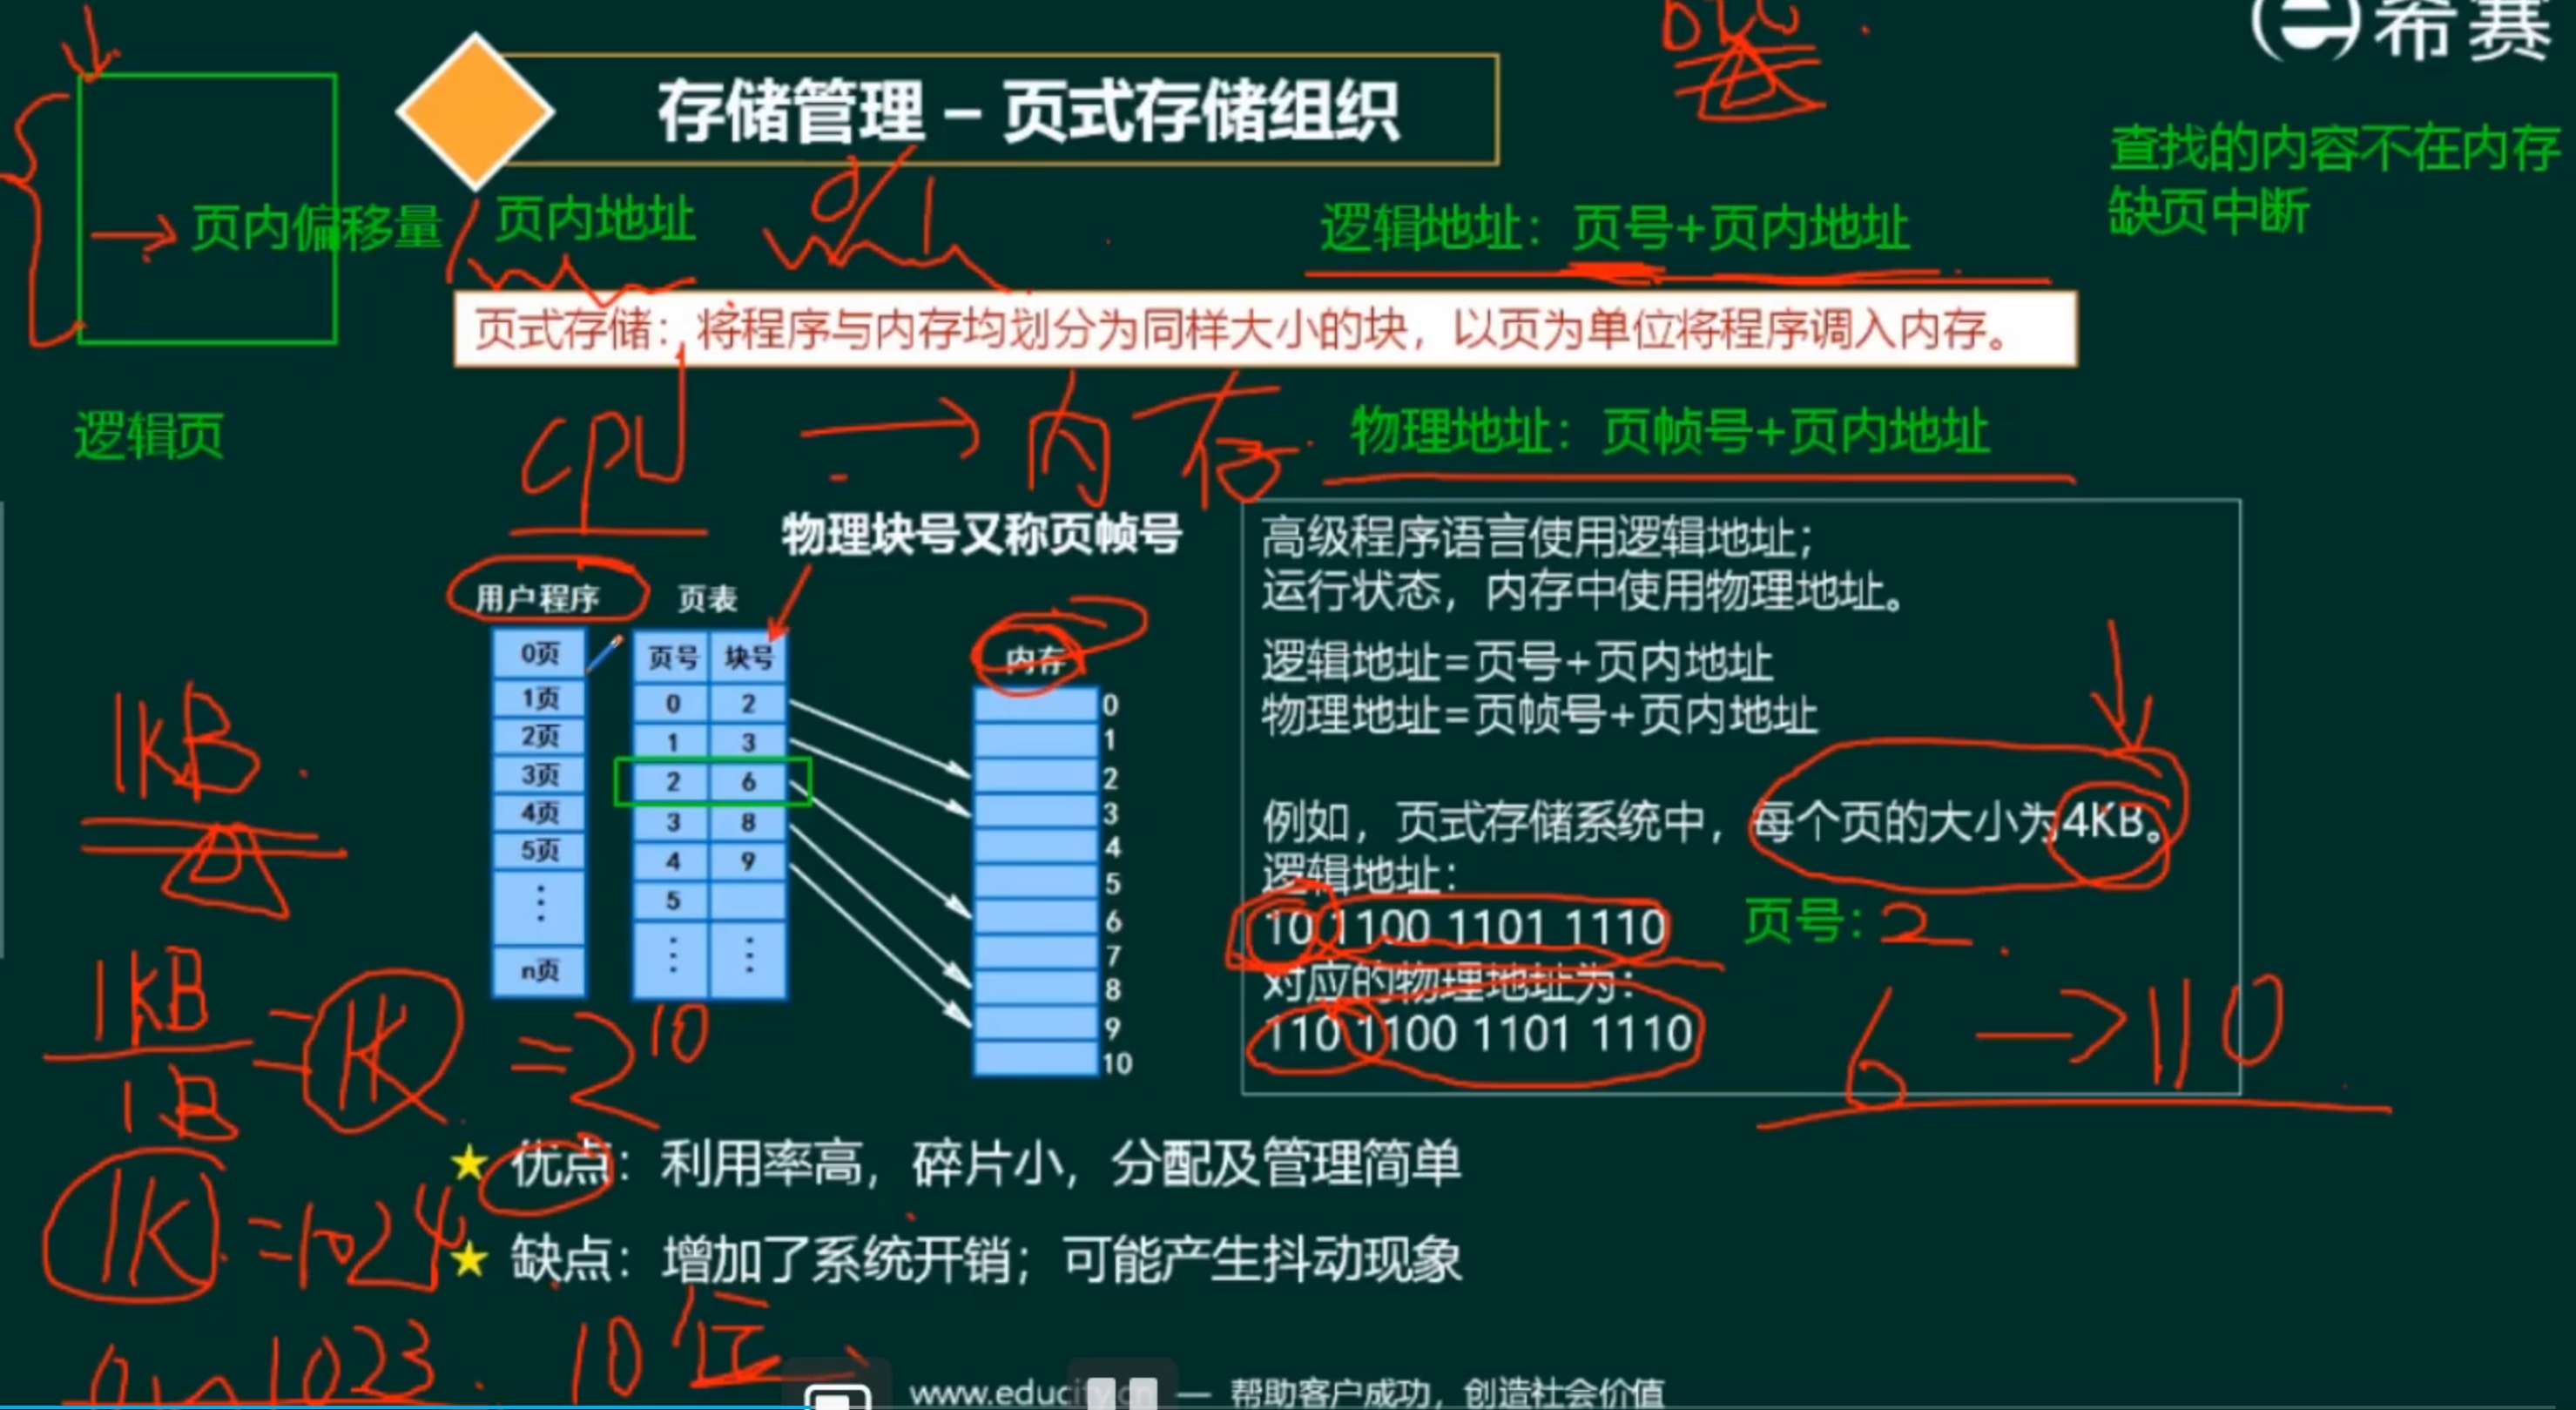 希赛
存储管理 – 页式存储组织
查找的内容不在内存
缺页中断
页内偏移量
页内地址
0/1
逻辑地址：页号+页内地址
页式存储：将程序与内存均划分为同样大小的块，以页为单位将程序调入内存。
逻辑页
cpu → 内存
物理地址：页帧号+页内地址
物理块号又称页帧号
用户程序
页表
内存
0页
1页
2页
3页
4页
5页
⋮
n页
页号 块号
0 2
1 3
2 6
3 8
4 9
5
⋮ ⋮
0
1
2
3
4
5
6
7
8
9
10
高级程序语言使用逻辑地址；
运行状态，内存中使用物理地址。
逻辑地址=页号+页内地址
物理地址=页帧号+页内地址
例如，页式存储系统中，每个页的大小为4KB。
逻辑地址：
10 1100 1101 1110
页号：2
对应的物理地址为：
110 1100 1101 1110
6 → 110
1KB
1KB
1B
=1K =2^10
1K =1024
1023 10位
★ 优点：利用率高，碎片小，分配及管理简单
★ 缺点：增加了系统开销；可能产生抖动现象
— 帮助客户成功，创造社会价值